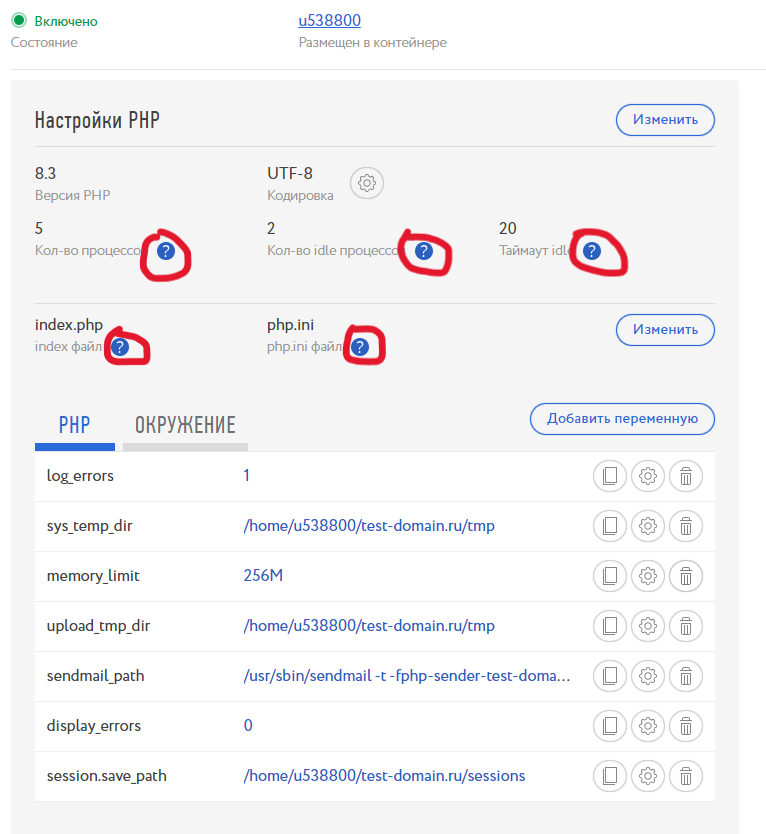 Включено u538800
Состояние Размещен в контейнере
Настройки PHP Изменить
8.3 UTF-8
Версия PHP Кодировка
5 2 20
Кол-во процессо ? Кол-во idle процессо ? Таймаут idle ?
index.php php.ini Изменить
index файл ? php.ini файл ?
PHP ОКРУЖЕНИЕ Добавить переменную
log_errors 1
sys_temp_dir /home/u538800/test-domain.ru/tmp
memory_limit 256M
upload_tmp_dir /home/u538800/test-domain.ru/tmp
sendmail_path /usr/sbin/sendmail -t -fphp-sender-test-doma...
display_errors 0
session.save_path /home/u538800/test-domain.ru/sessions